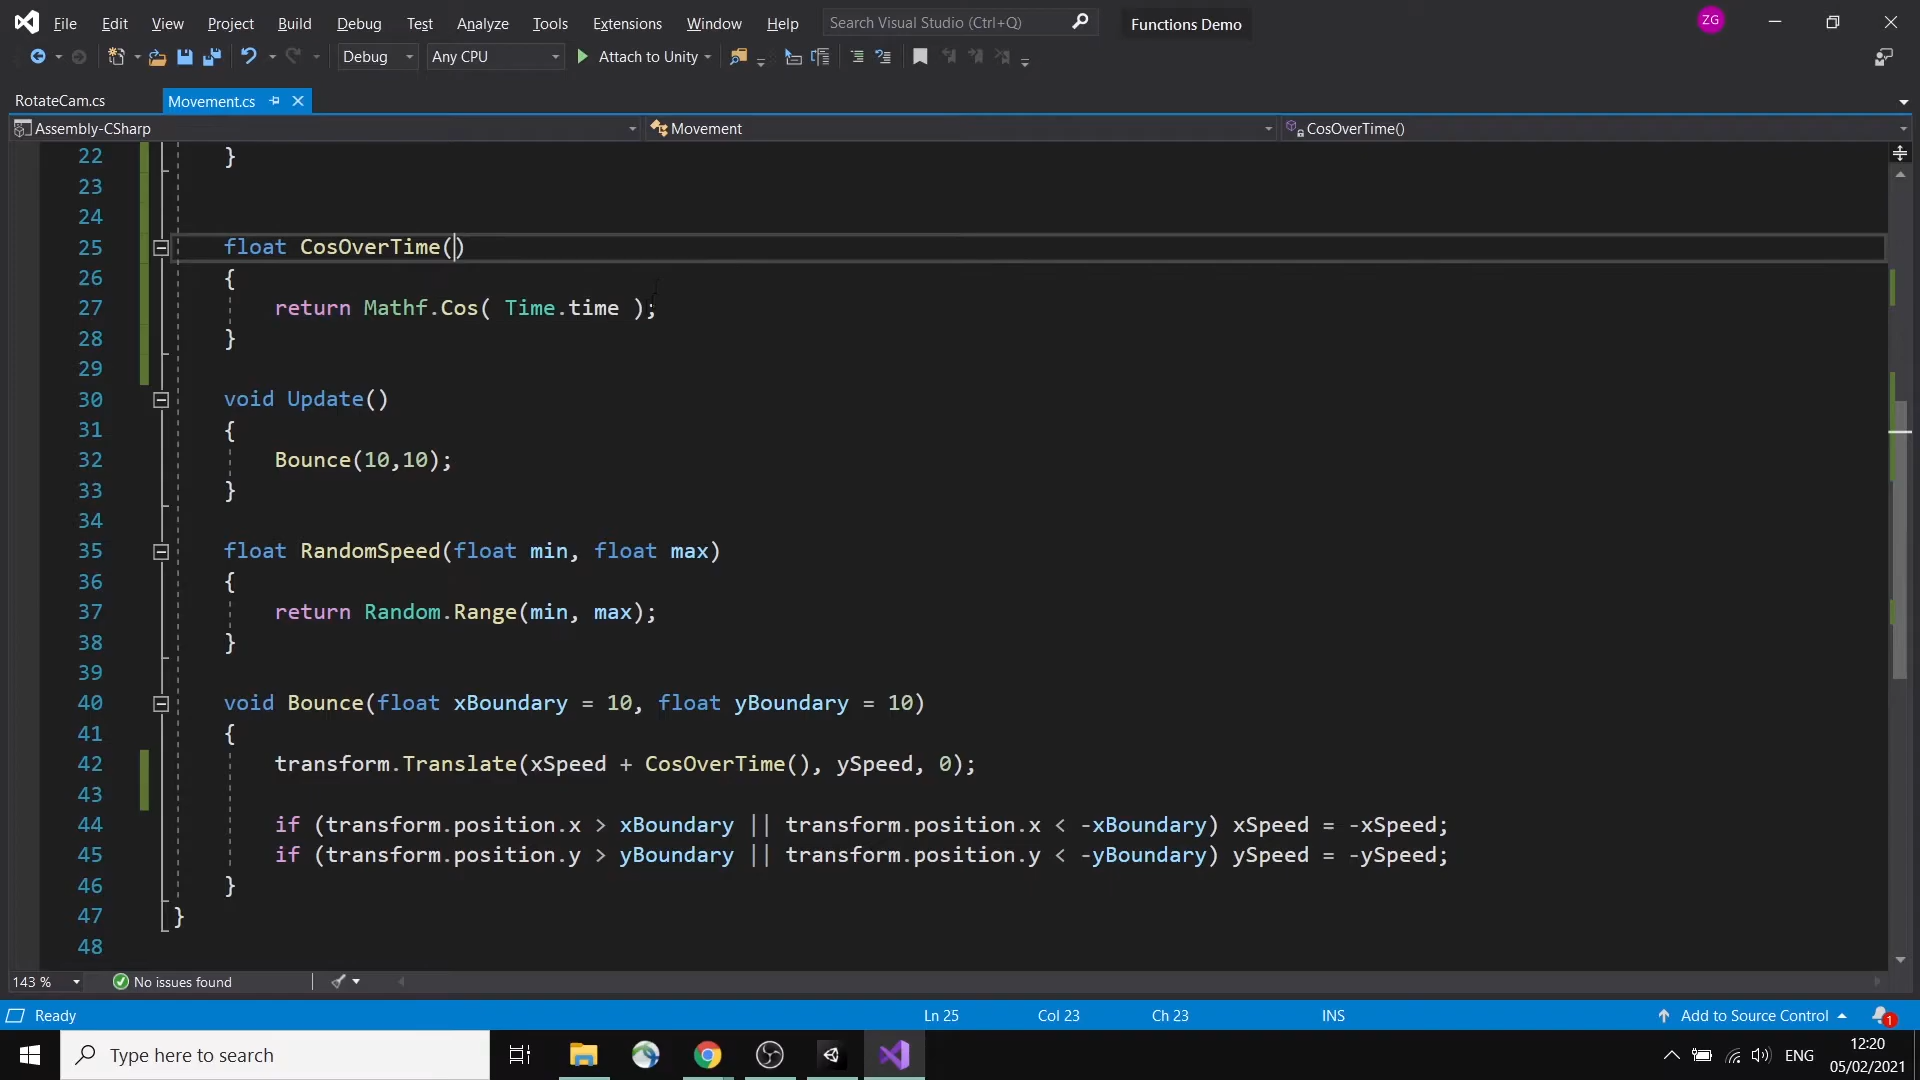 File Edit View Project Build Debug Test Analyze Tools Extensions Window Help Search Visual Studio (Ctrl+Q) Functions Demo ZG
Debug Any CPU Attach to Unity
RotateCam.cs Movement.cs
Assembly-CSharp Movement CosOverTime()
22 }
23
24
25 float CosOverTime()
26 {
27 return Mathf.Cos( Time.time );
28 }
29
30 void Update()
31 {
32 Bounce(10,10);
33 }
34
35 float RandomSpeed(float min, float max)
36 {
37 return Random.Range(min, max);
38 }
39
40 void Bounce(float xBoundary = 10, float yBoundary = 10)
41 {
42 transform.Translate(xSpeed + CosOverTime(), ySpeed, 0);
43
44 if (transform.position.x > xBoundary || transform.position.x < -xBoundary) xSpeed = -xSpeed;
45 if (transform.position.y > yBoundary || transform.position.y < -yBoundary) ySpeed = -ySpeed;
46 }
47 }
48
143 % No issues found
Ready Ln 25 Col 23 Ch 23 INS Add to Source Control 1
Type here to search ENG 12:20
05/02/2021